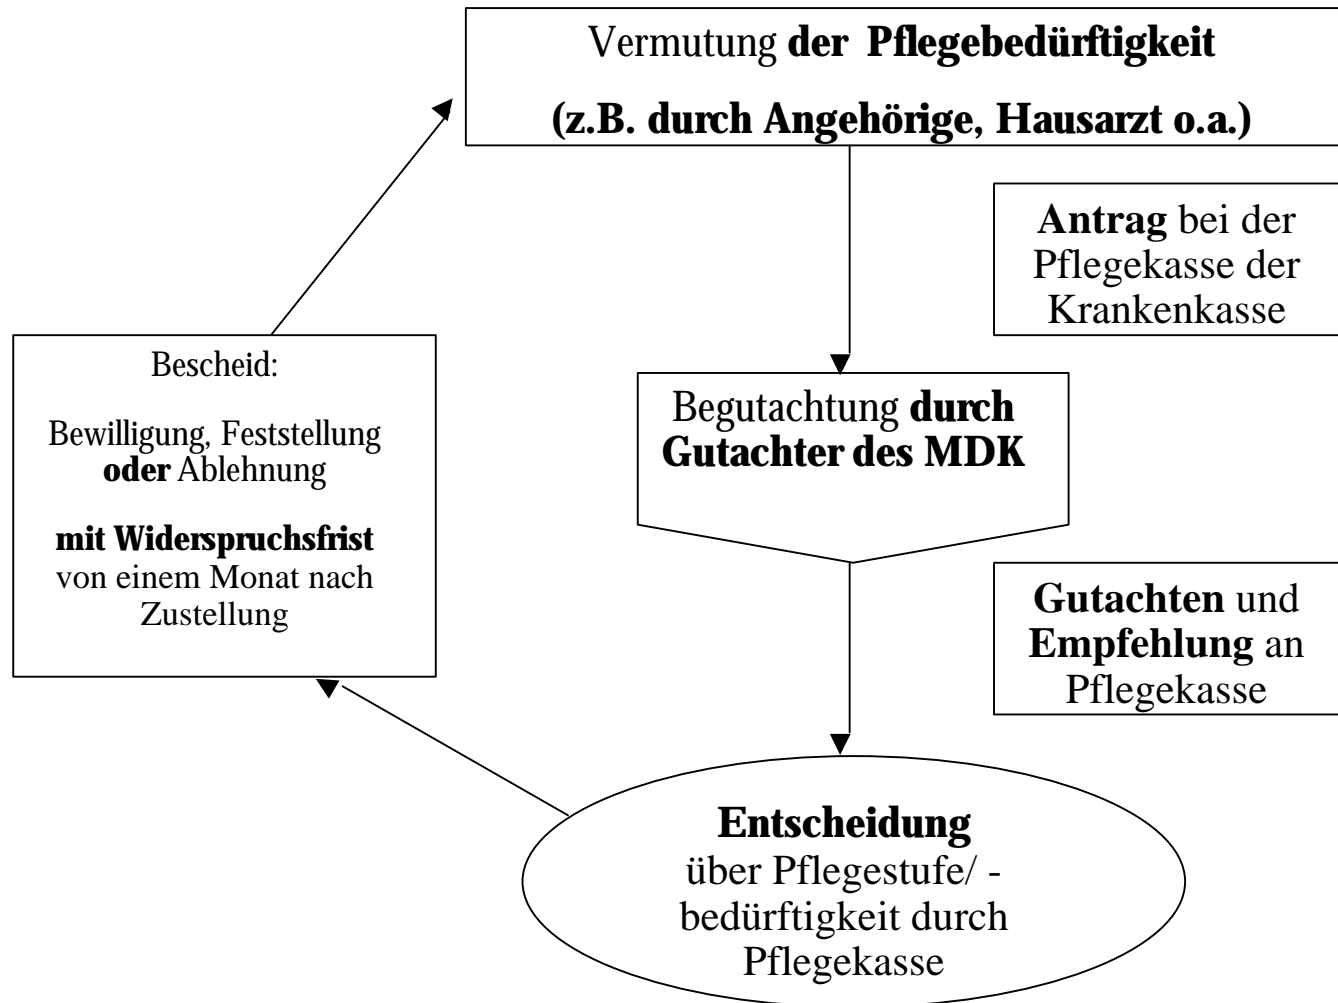 Vermutung der Pflegebedürftigkeit
(z.B. durch Angehörige, Hausarzt o.a.)
Antrag bei der
Pflegekasse der
Krankenkasse
Begutachtung durch
Gutachter des MDK
Gutachten und
Empfehlung an
Pflegekasse
Entscheidung
über Pflegestufe/ -
bedürftigkeit durch
Pflegekasse
Bescheid:
Bewilligung, Feststellung
oder Ablehnung
mit Widerspruchsfrist
von einem Monat nach
Zustellung